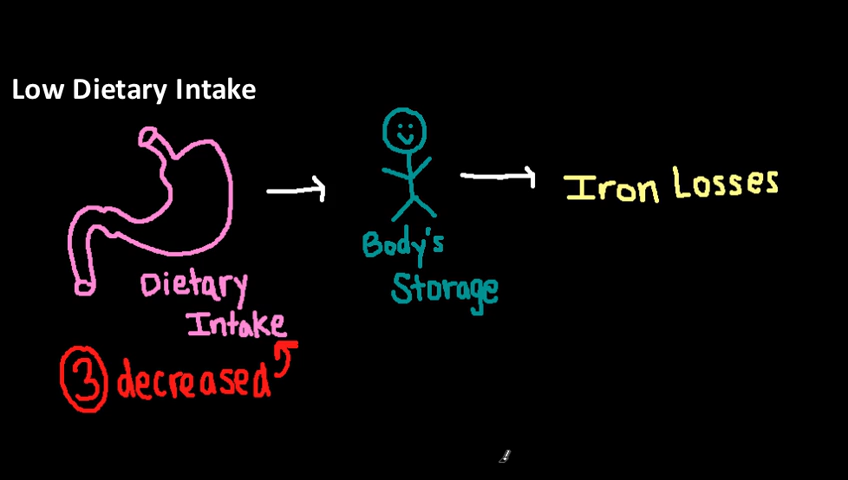 Low Dietary Intake
Dietary
Intake
③ decreased
Body's
Storage
Iron Losses